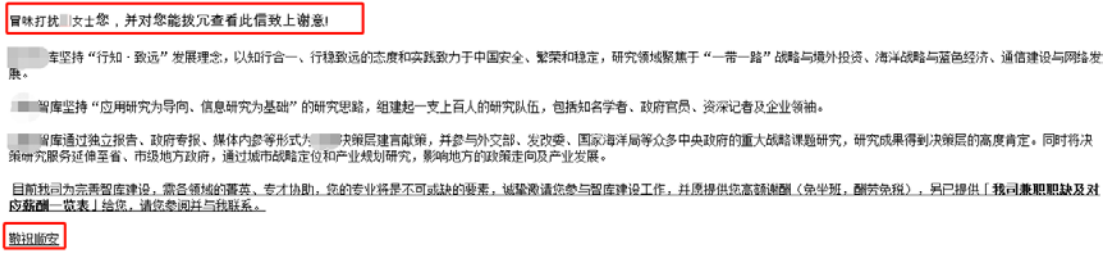 冒昧打扰 女士您，并对您能拨冗查看此信致上谢意!
库坚持“行知·致远”发展理念，以知行合一、行稳致远的态度和实践致力于中国安全、繁荣和稳定，研究领域聚焦于“一带一路”战略与境外投资、海洋战略与蓝色经济、通信建设与网络发
展。
智库坚持“应用研究为导向、信息研究为基础”的研究思路，组建起一支上百人的研究队伍，包括知名学者、政府官员、资深记者及企业领袖。
智库通过独立报告、政府专报、媒体内参等形式为 决策层建言献策，并参与外交部、发改委、国家海洋局等众多中央政府的重大战略课题研究，研究成果得到决策层的高度肯定。同时将决
策研究服务延伸至省、市级地方政府，通过城市战略定位和产业规划研究，影响地方的政策走向及产业发展。
目前我司为完善智库建设，需各领域的菁英、专才协助，您的专业将是不可或缺的要素，诚挚邀请您参与智库建设工作，并愿提供您高额谢酬（免坐班，酬劳免税），另已提供「我司兼职职缺及对
应薪酬一览表」给您，请您参阅并与我联系。
敬祝顺安